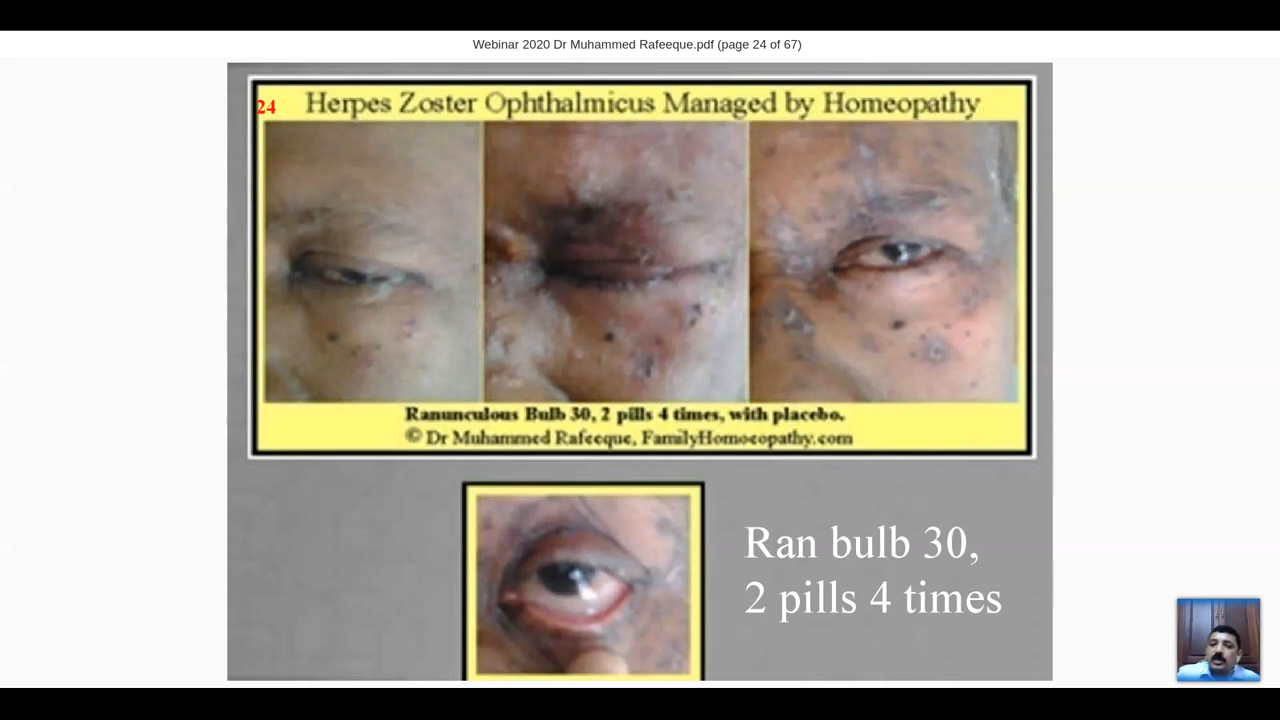 Webinar 2020 Dr Muhammed Rafeeque.pdf (page 24 of 67)
24
Herpes Zoster Ophthalmicus Managed by Homeopathy
Ranunculous Bulb 30, 2 pills 4 times, with placebo.
© Dr Muhammed Rafeeque, FamilyHomoeopathy.com
Ran bulb 30,
2 pills 4 times